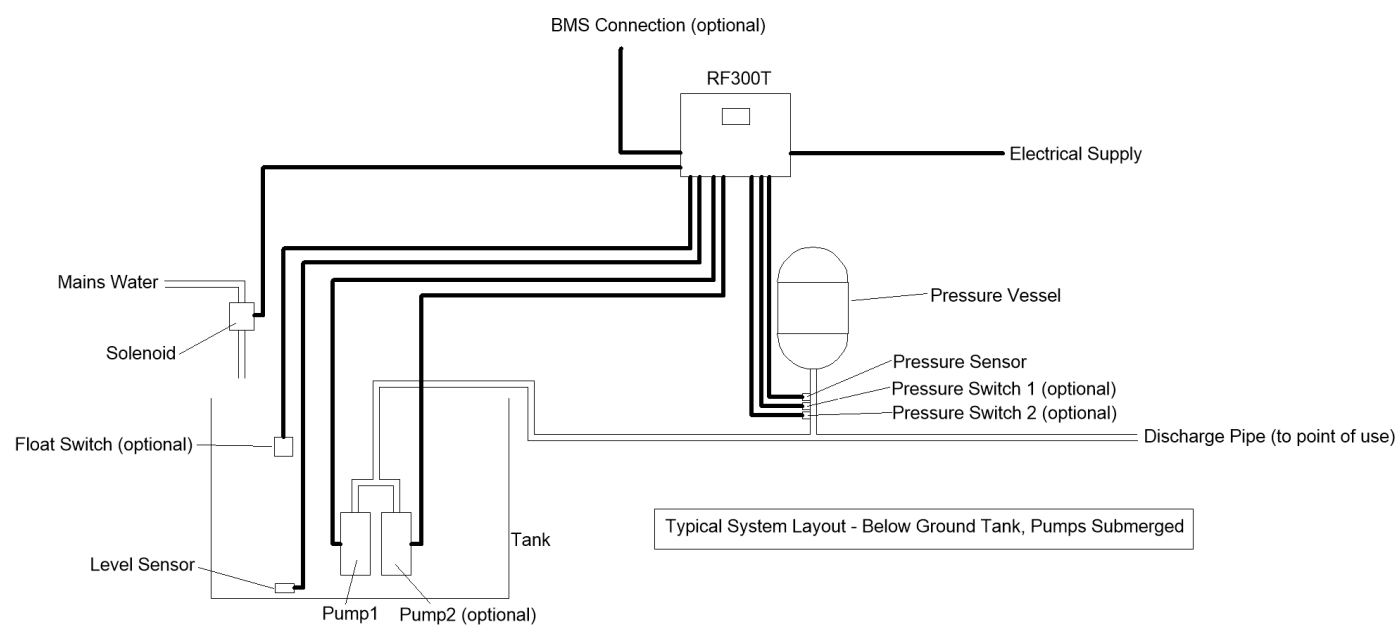 BMS Connection (optional)
RF300T
Electrical Supply
Mains Water
Pressure Vessel
Solenoid
Pressure Sensor
Pressure Switch 1 (optional)
Pressure Switch 2 (optional)
Float Switch (optional)
Discharge Pipe (to point of use)
Typical System Layout - Below Ground Tank, Pumps Submerged
Tank
Level Sensor
Pump1
Pump2 (optional)